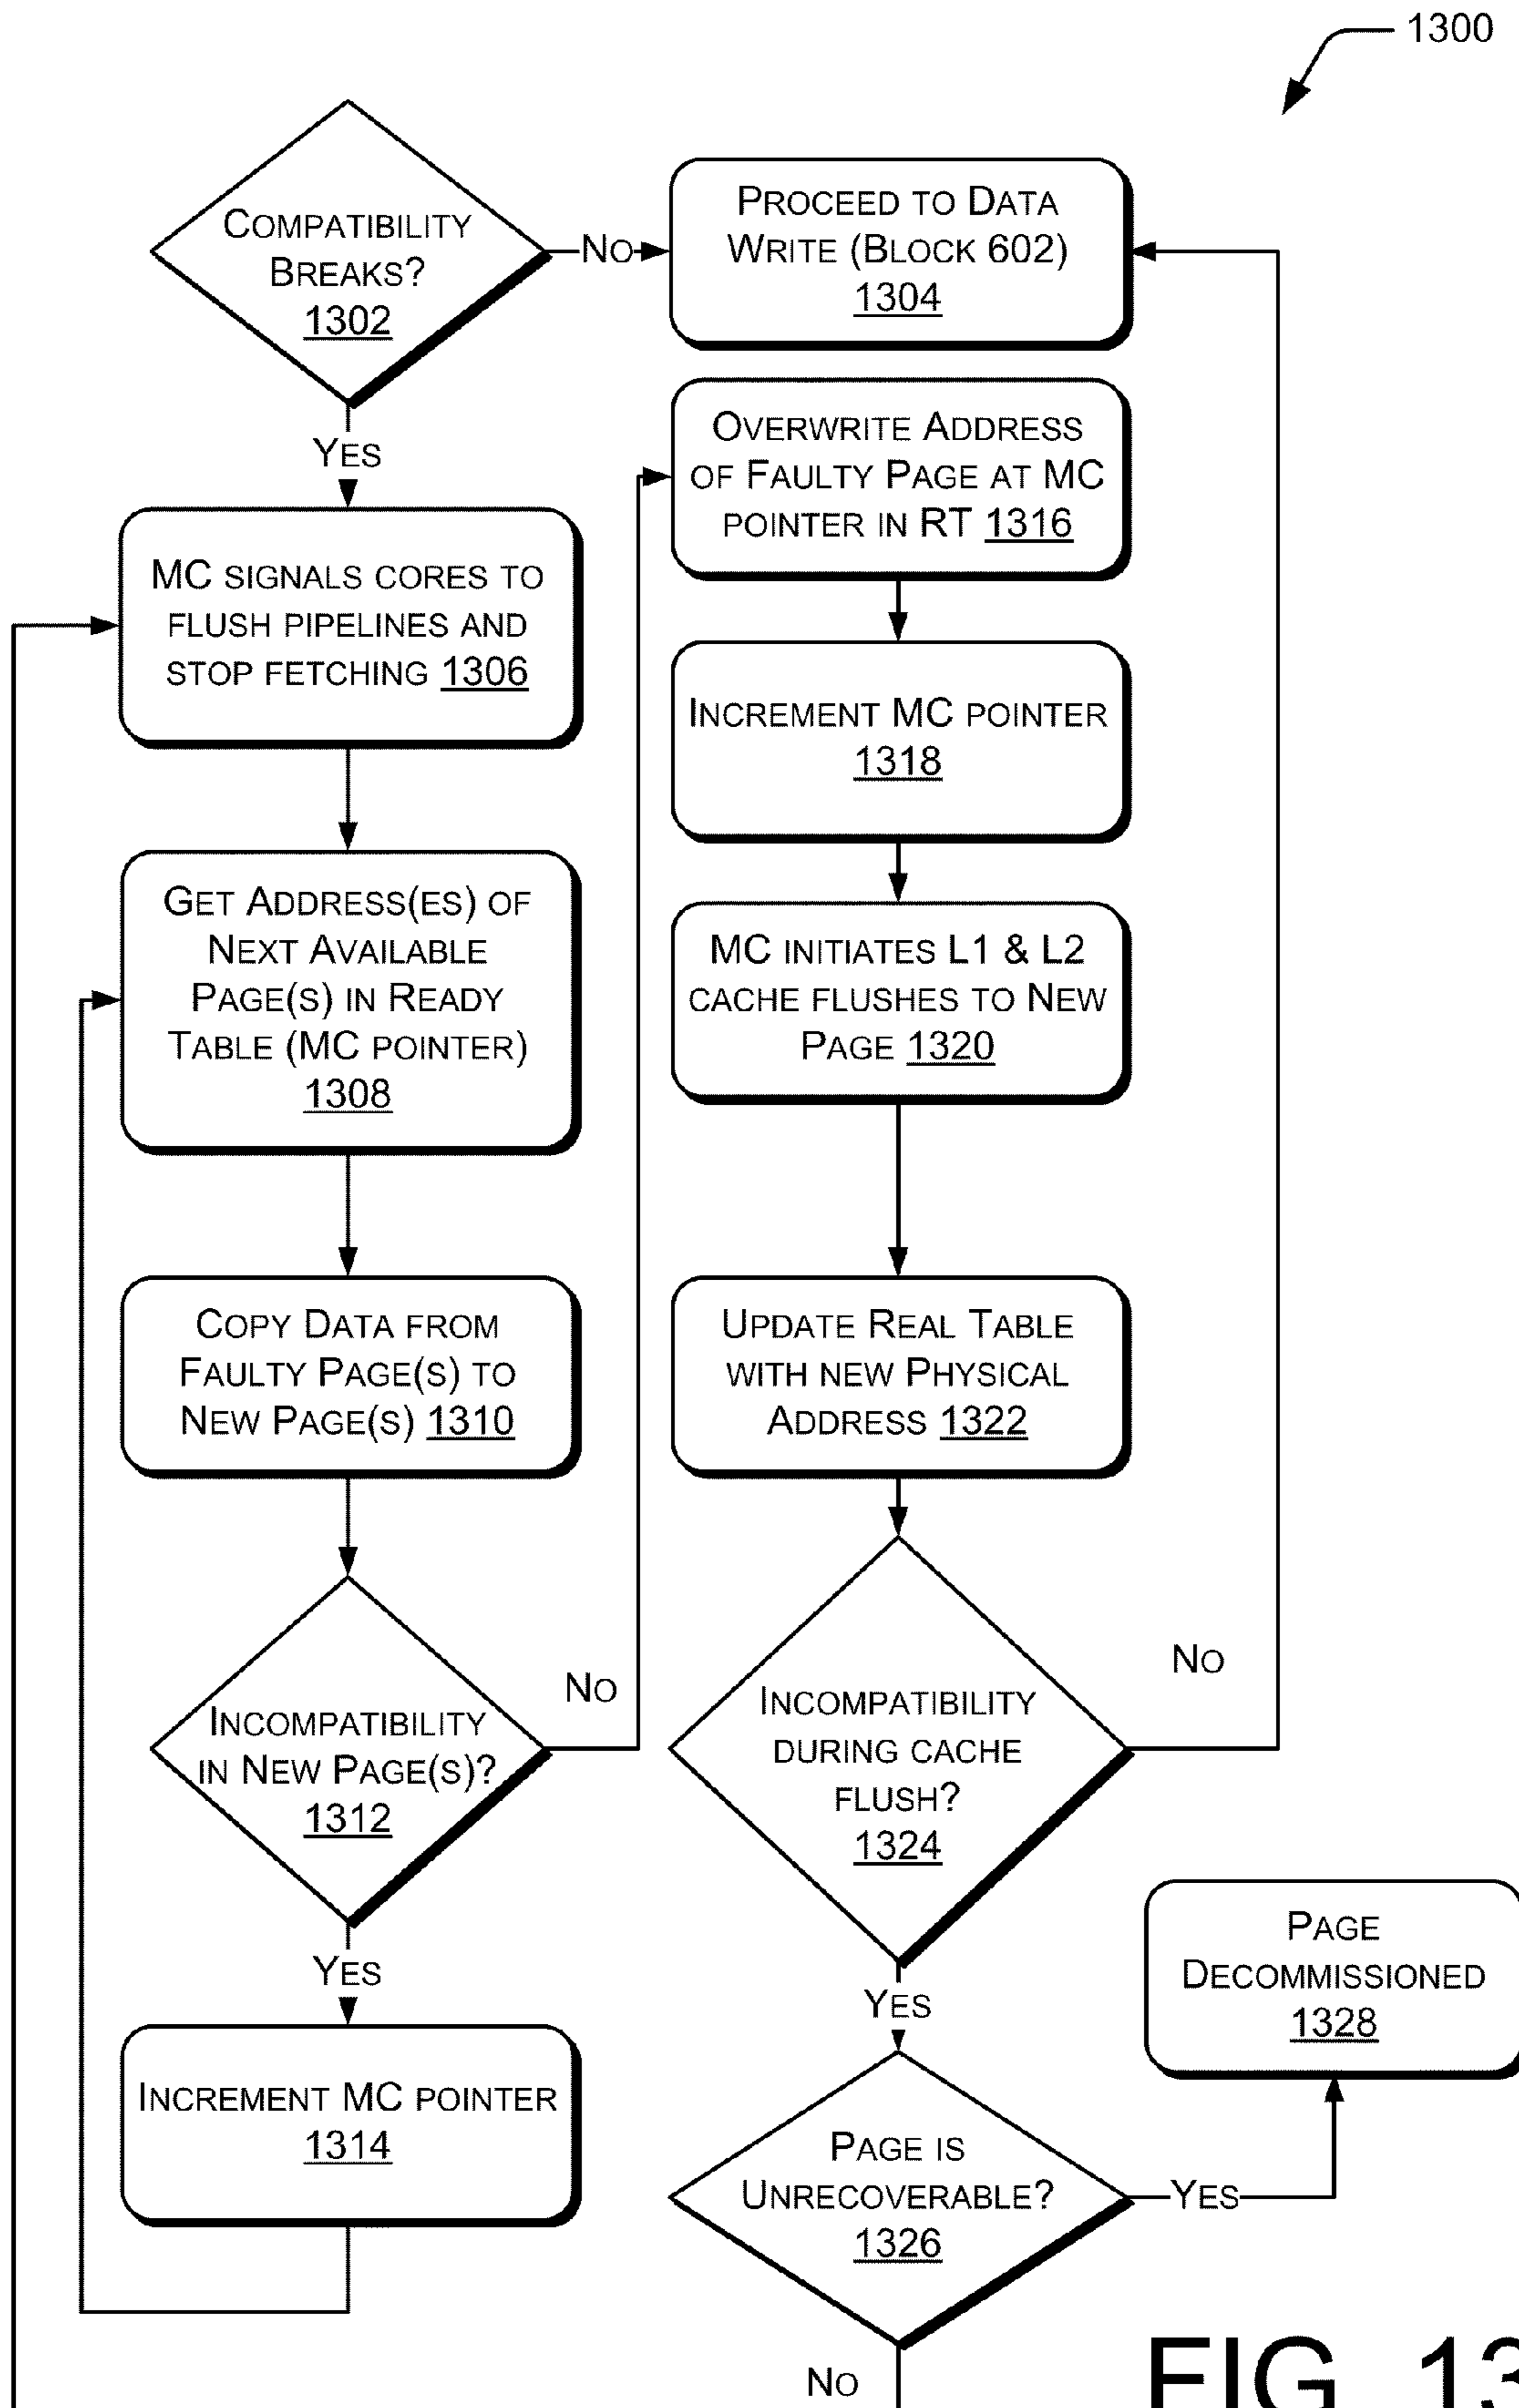 1300
Compatibility
Breaks?
1302
No
Proceed to Data
Write (Block 602)
1304
Yes
MC signals cores to
flush pipelines and
stop fetching 1306
Get Address(es) of
Next Available
Page(s) in Ready
Table (MC pointer)
1308
Copy Data from
Faulty Page(s) to
New Page(s) 1310
Incompatibility
in New Page(s)?
1312
No
Yes
Increment MC pointer
1314
Overwrite Address
of Faulty Page at MC
pointer in RT 1316
Increment MC pointer
1318
MC initiates L1 & L2
cache flushes to New
Page 1320
Update Real Table
with new Physical
Address 1322
Incompatibility
during cache
flush?
1324
No
Yes
Page is
Unrecoverable?
1326
Yes
Page
Decommissioned
1328
No
FIG. 13